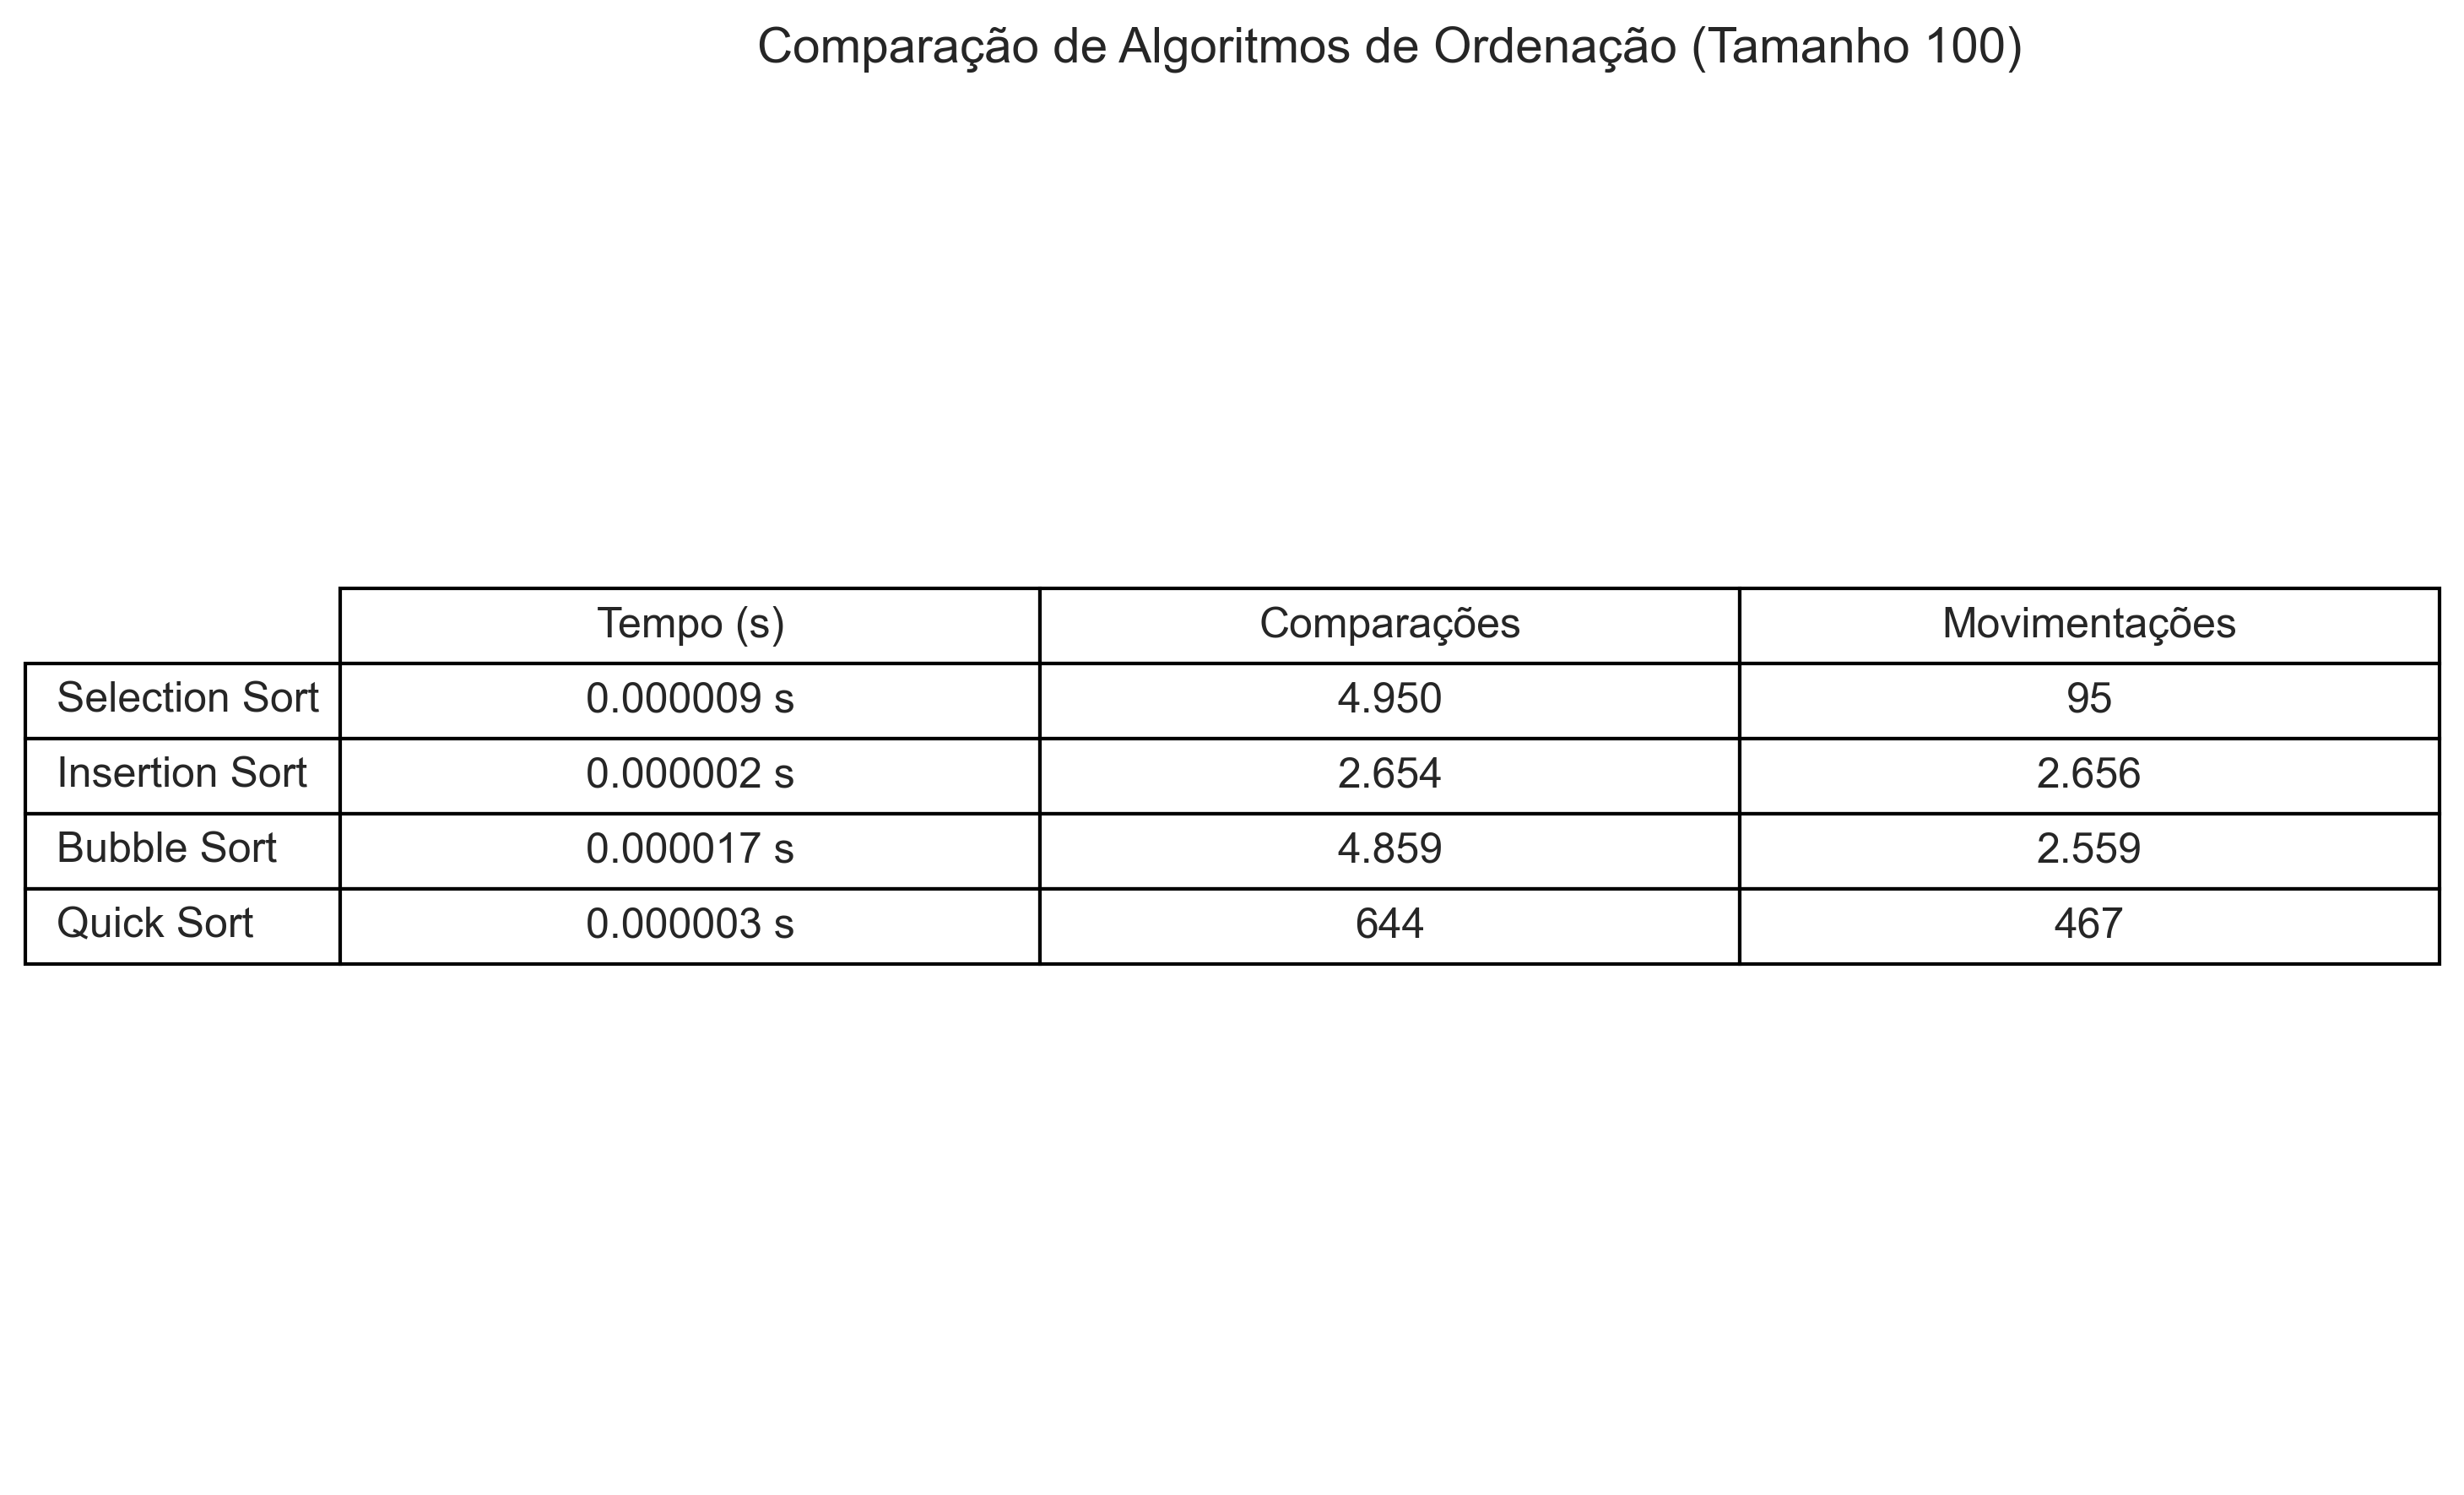 Comparação de Algoritmos de Ordenação (Tamanho 100)
Tempo (s) Comparações Movimentações
Selection Sort 0.000009 s 4.950 95
Insertion Sort 0.000002 s 2.654 2.656
Bubble Sort 0.000017 s 4.859 2.559
Quick Sort 0.000003 s 644 467